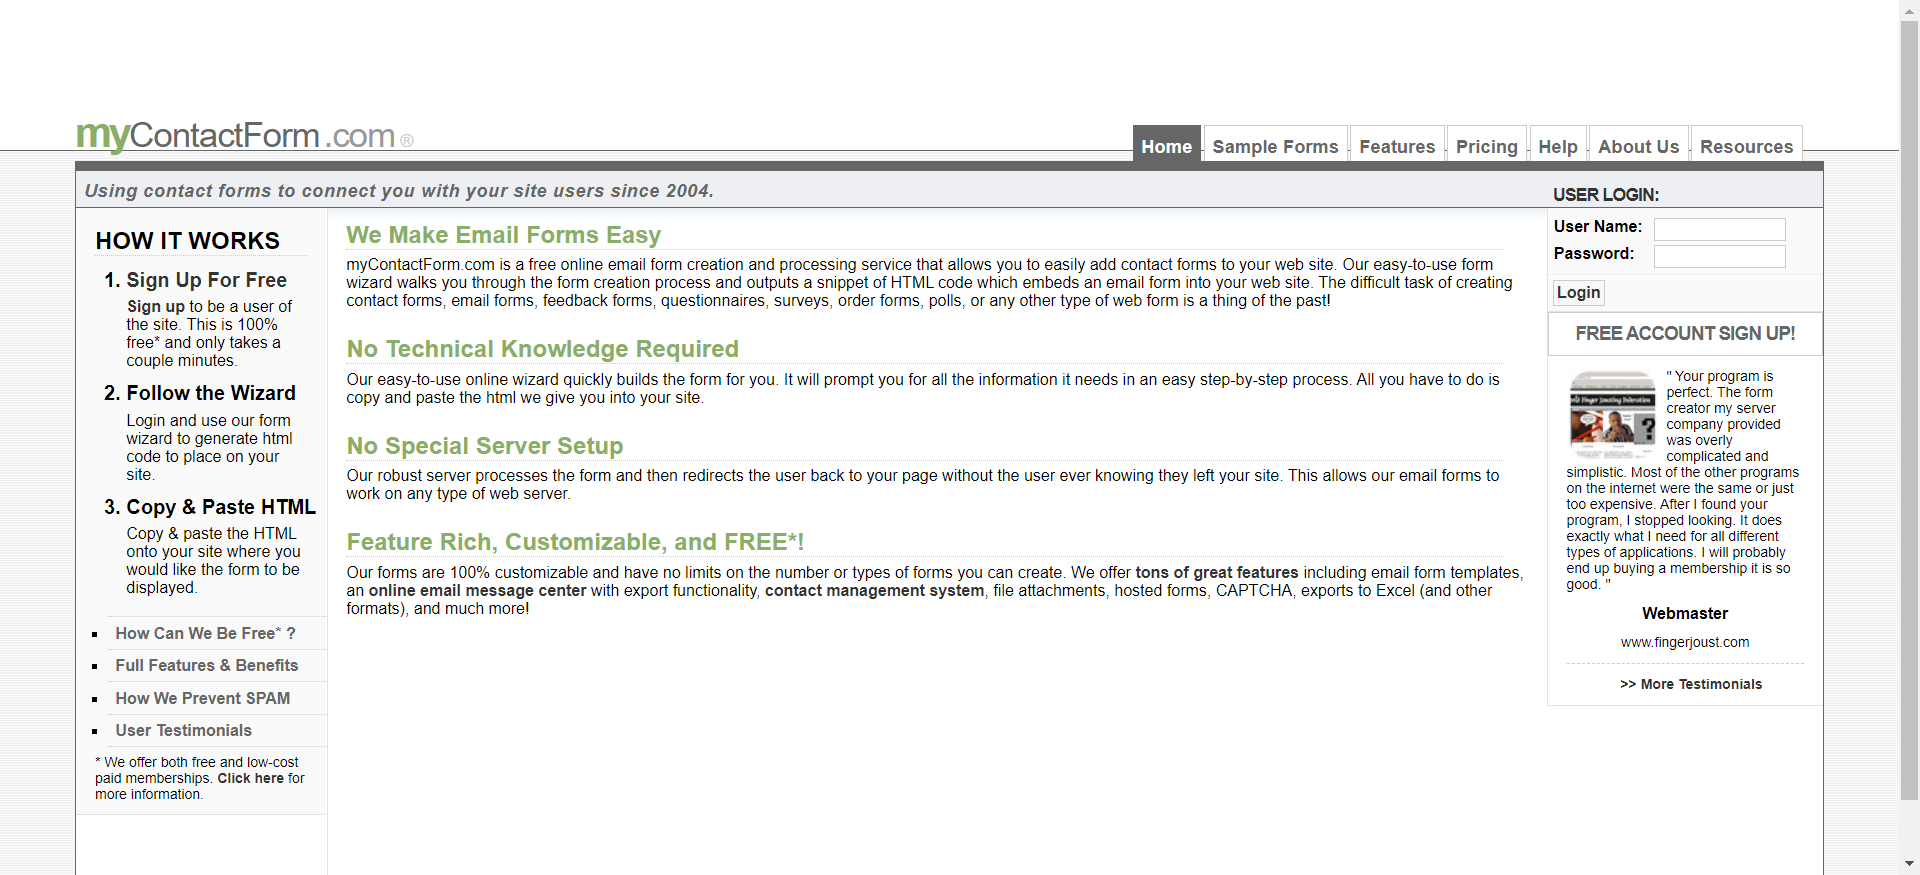 myContactForm.com®
Home
Sample Forms
Features
Pricing
Help
About Us
Resources
Using contact forms to connect you with your site users since 2004.
HOW IT WORKS
1. Sign Up For Free
Sign up to be a user of
the site. This is 100%
free* and only takes a
couple minutes.
2. Follow the Wizard
Login and use our form
wizard to generate html
code to place on your
site.
3. Copy & Paste HTML
Copy & paste the HTML
onto your site where you
would like the form to be
displayed.
How Can We Be Free* ?
Full Features & Benefits
How We Prevent SPAM
User Testimonials
* We offer both free and low-cost
paid memberships. Click here for
more information.
We Make Email Forms Easy
myContactForm.com is a free online email form creation and processing service that allows you to easily add contact forms to your web site. Our easy-to-use form
wizard walks you through the form creation process and outputs a snippet of HTML code which embeds an email form into your web site. The difficult task of creating
contact forms, email forms, feedback forms, questionnaires, surveys, order forms, polls, or any other type of web form is a thing of the past!
No Technical Knowledge Required
Our easy-to-use online wizard quickly builds the form for you. It will prompt you for all the information it needs in an easy step-by-step process. All you have to do is
copy and paste the html we give you into your site.
No Special Server Setup
Our robust server processes the form and then redirects the user back to your page without the user ever knowing they left your site. This allows our email forms to
work on any type of web server.
Feature Rich, Customizable, and FREE*!
Our forms are 100% customizable and have no limits on the number or types of forms you can create. We offer tons of great features including email form templates,
an online email message center with export functionality, contact management system, file attachments, hosted forms, CAPTCHA, exports to Excel (and other
formats), and much more!
USER LOGIN:
User Name:
Password:
Login
FREE ACCOUNT SIGN UP!
Finger Jousting Federation
" Your program is
perfect. The form
creator my server
company provided
was overly
complicated and
simplistic. Most of the other programs
on the internet were the same or just
too expensive. After I found your
program, I stopped looking. It does
exactly what I need for all different
types of applications. I will probably
end up buying a membership it is so
good. "
Webmaster
www.fingerjoust.com
>> More Testimonials